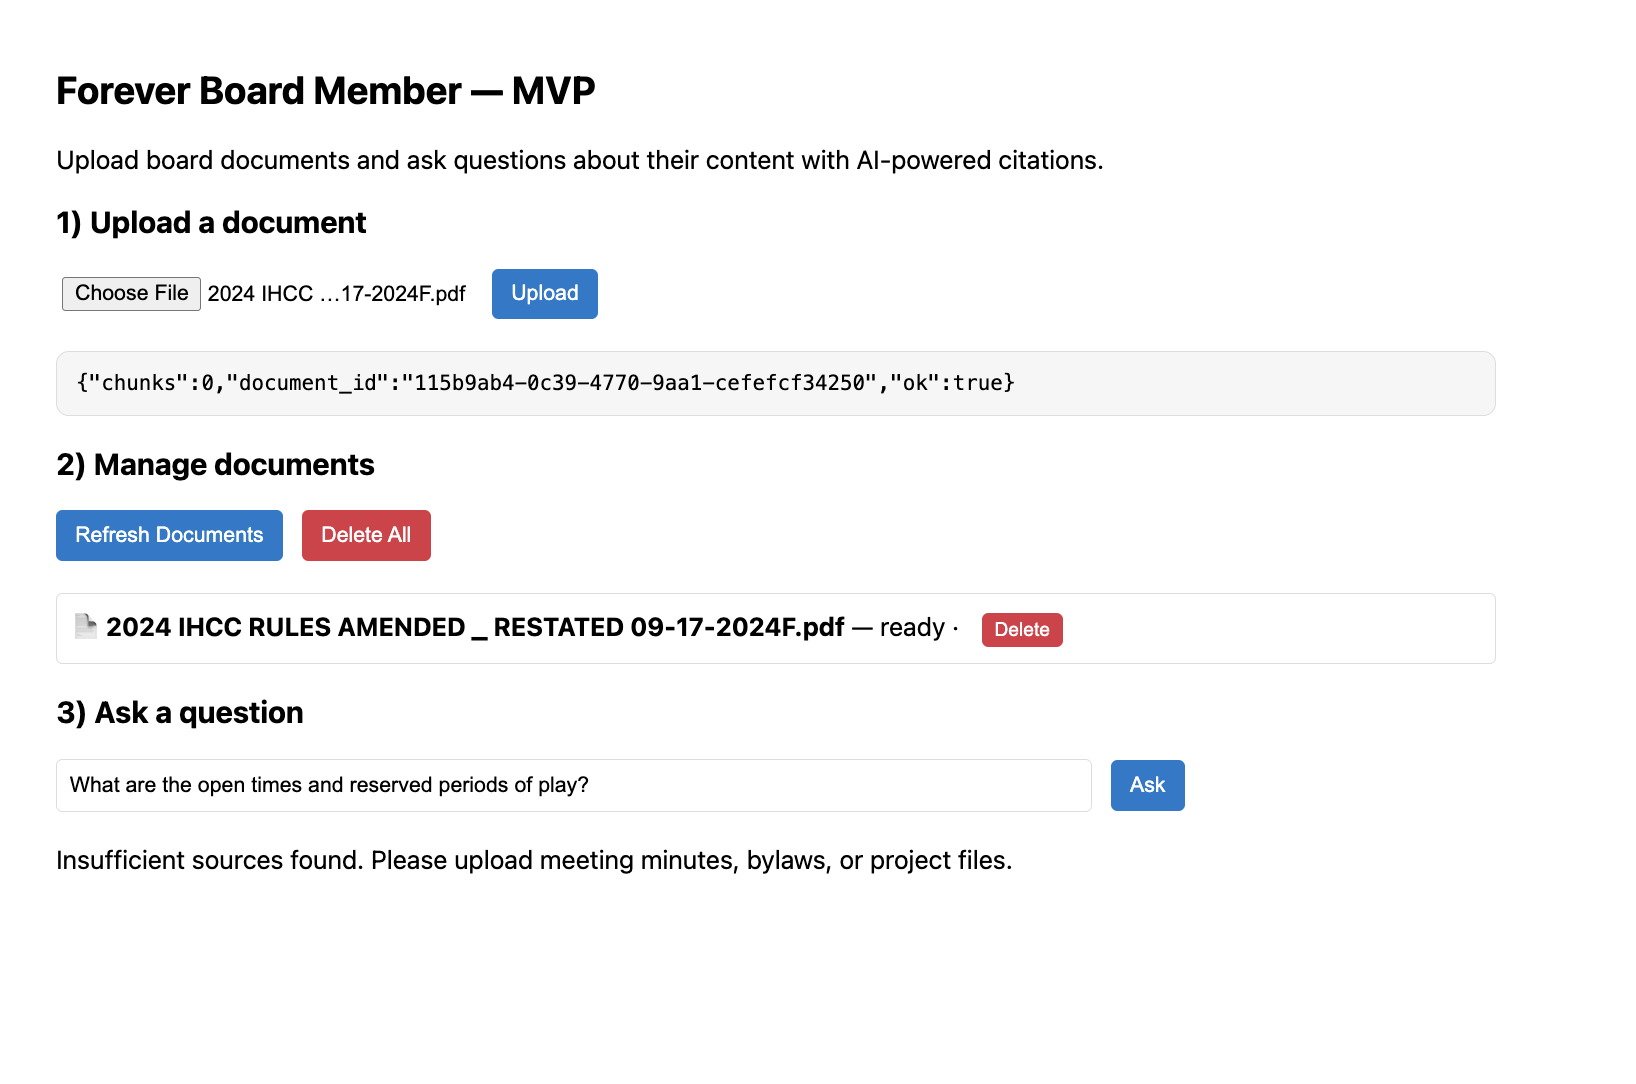 Forever Board Member — MVP
Upload board documents and ask questions about their content with AI-powered citations.
1) Upload a document
Choose File 2024 IHCC ...17-2024F.pdf Upload
{"chunks":0,"document_id":"115b9ab4-0c39-4770-9aa1-cefefcf34250","ok":true}
2) Manage documents
Refresh Documents Delete All
2024 IHCC RULES AMENDED _ RESTATED 09-17-2024F.pdf — ready · Delete
3) Ask a question
What are the open times and reserved periods of play? Ask
Insufficient sources found. Please upload meeting minutes, bylaws, or project files.